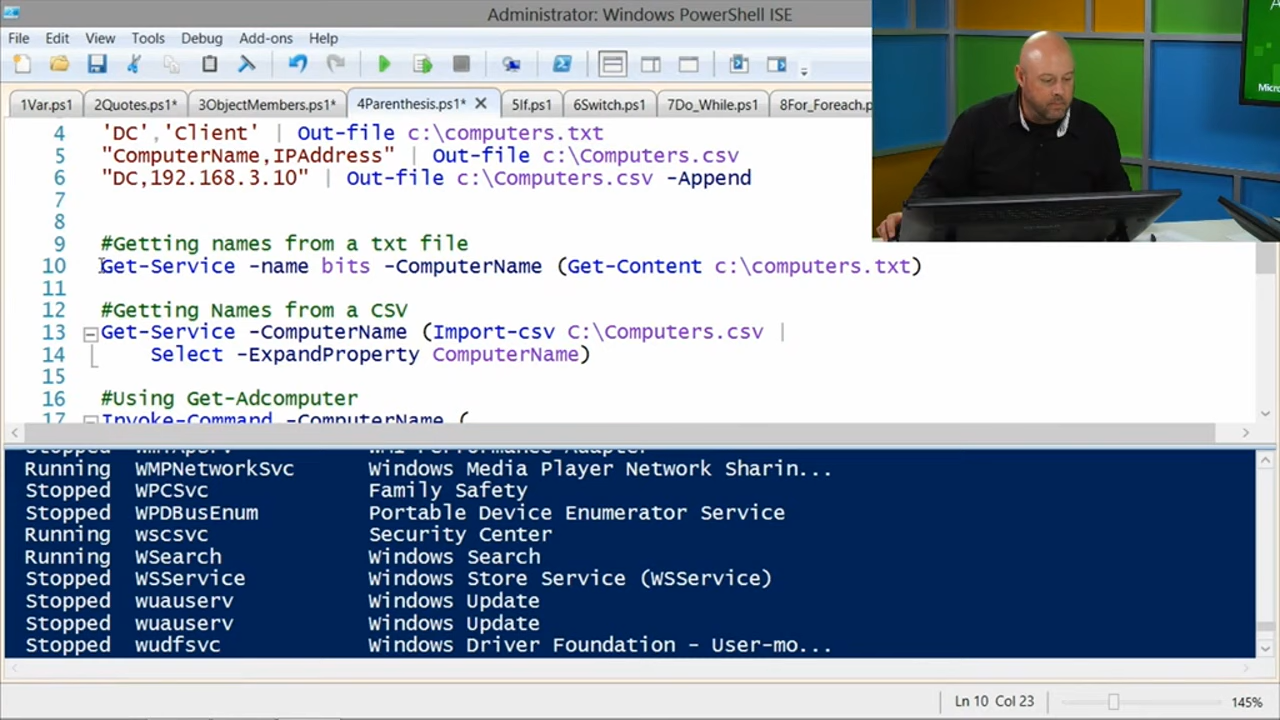 Administrator: Windows PowerShell ISE
File Edit View Tools Debug Add-ons Help
1Var.ps1 2Quotes.ps1* 3ObjectMembers.ps1* 4Parenthesis.ps1* 5If.ps1 6Switch.ps1 7Do_While.ps1 8For_Foreach.p
4 'DC','Client' | Out-file c:\computers.txt
5 "ComputerName,IPAddress" | Out-file c:\Computers.csv
6 "DC,192.168.3.10" | Out-file c:\Computers.csv -Append
7
8
9 #Getting names from a txt file
10 Get-Service -name bits -ComputerName (Get-Content c:\computers.txt)
11
12 #Getting Names from a CSV
13 Get-Service -ComputerName (Import-csv C:\Computers.csv |
14 Select -ExpandProperty ComputerName)
15
16 #Using Get-Adcomputer
17 Invoke-Command -ComputerName (
Running WMPNetworkSvc Windows Media Player Network Sharin...
Stopped WPCSvc Family Safety
Stopped WPDBusEnum Portable Device Enumerator Service
Running wscsvc Security Center
Running WSearch Windows Search
Stopped WSService Windows Store Service (WSService)
Stopped wuauserv Windows Update
Stopped wuauserv Windows Update
Stopped wudfsvc Windows Driver Foundation - User-mo...
Ln 10 Col 23 145%